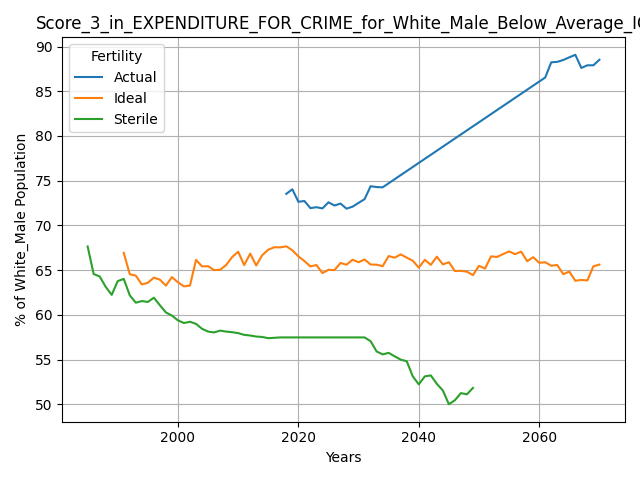 Score_3_in_EXPENDITURE_FOR_CRIME_for_White_Male_Below_Average_I
Fertility
Actual
Ideal
Sterile
% of White_Male Population
90
85
80
75
70
65
60
55
50
2000
2020
2040
2060
Years